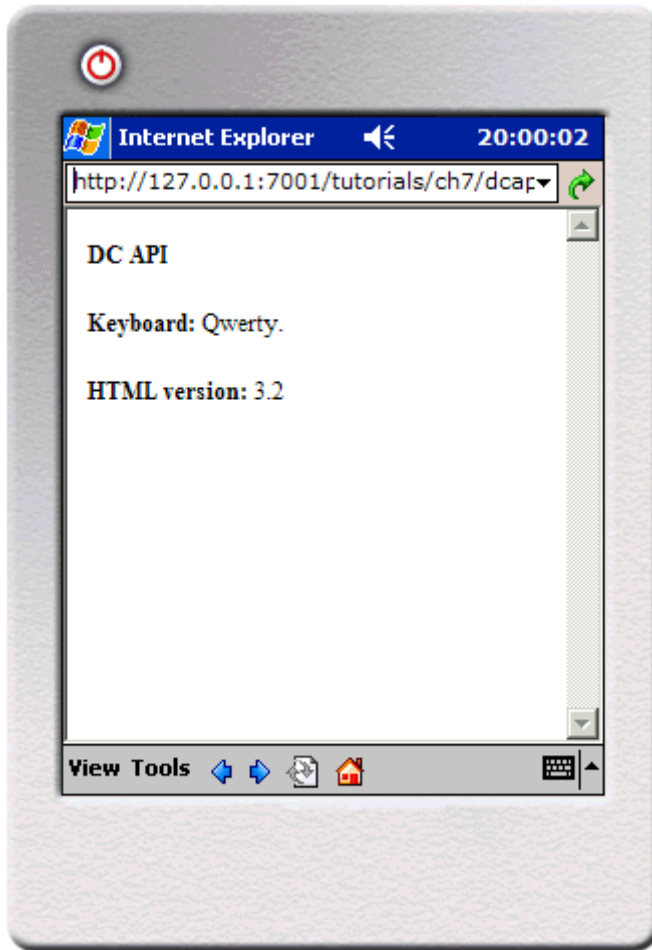 Internet Explorer 20:00:02
http://127.0.0.1:7001/tutorials/ch7/dcap
DC API
Keyboard: Qwerty.
HTML version: 3.2
View Tools